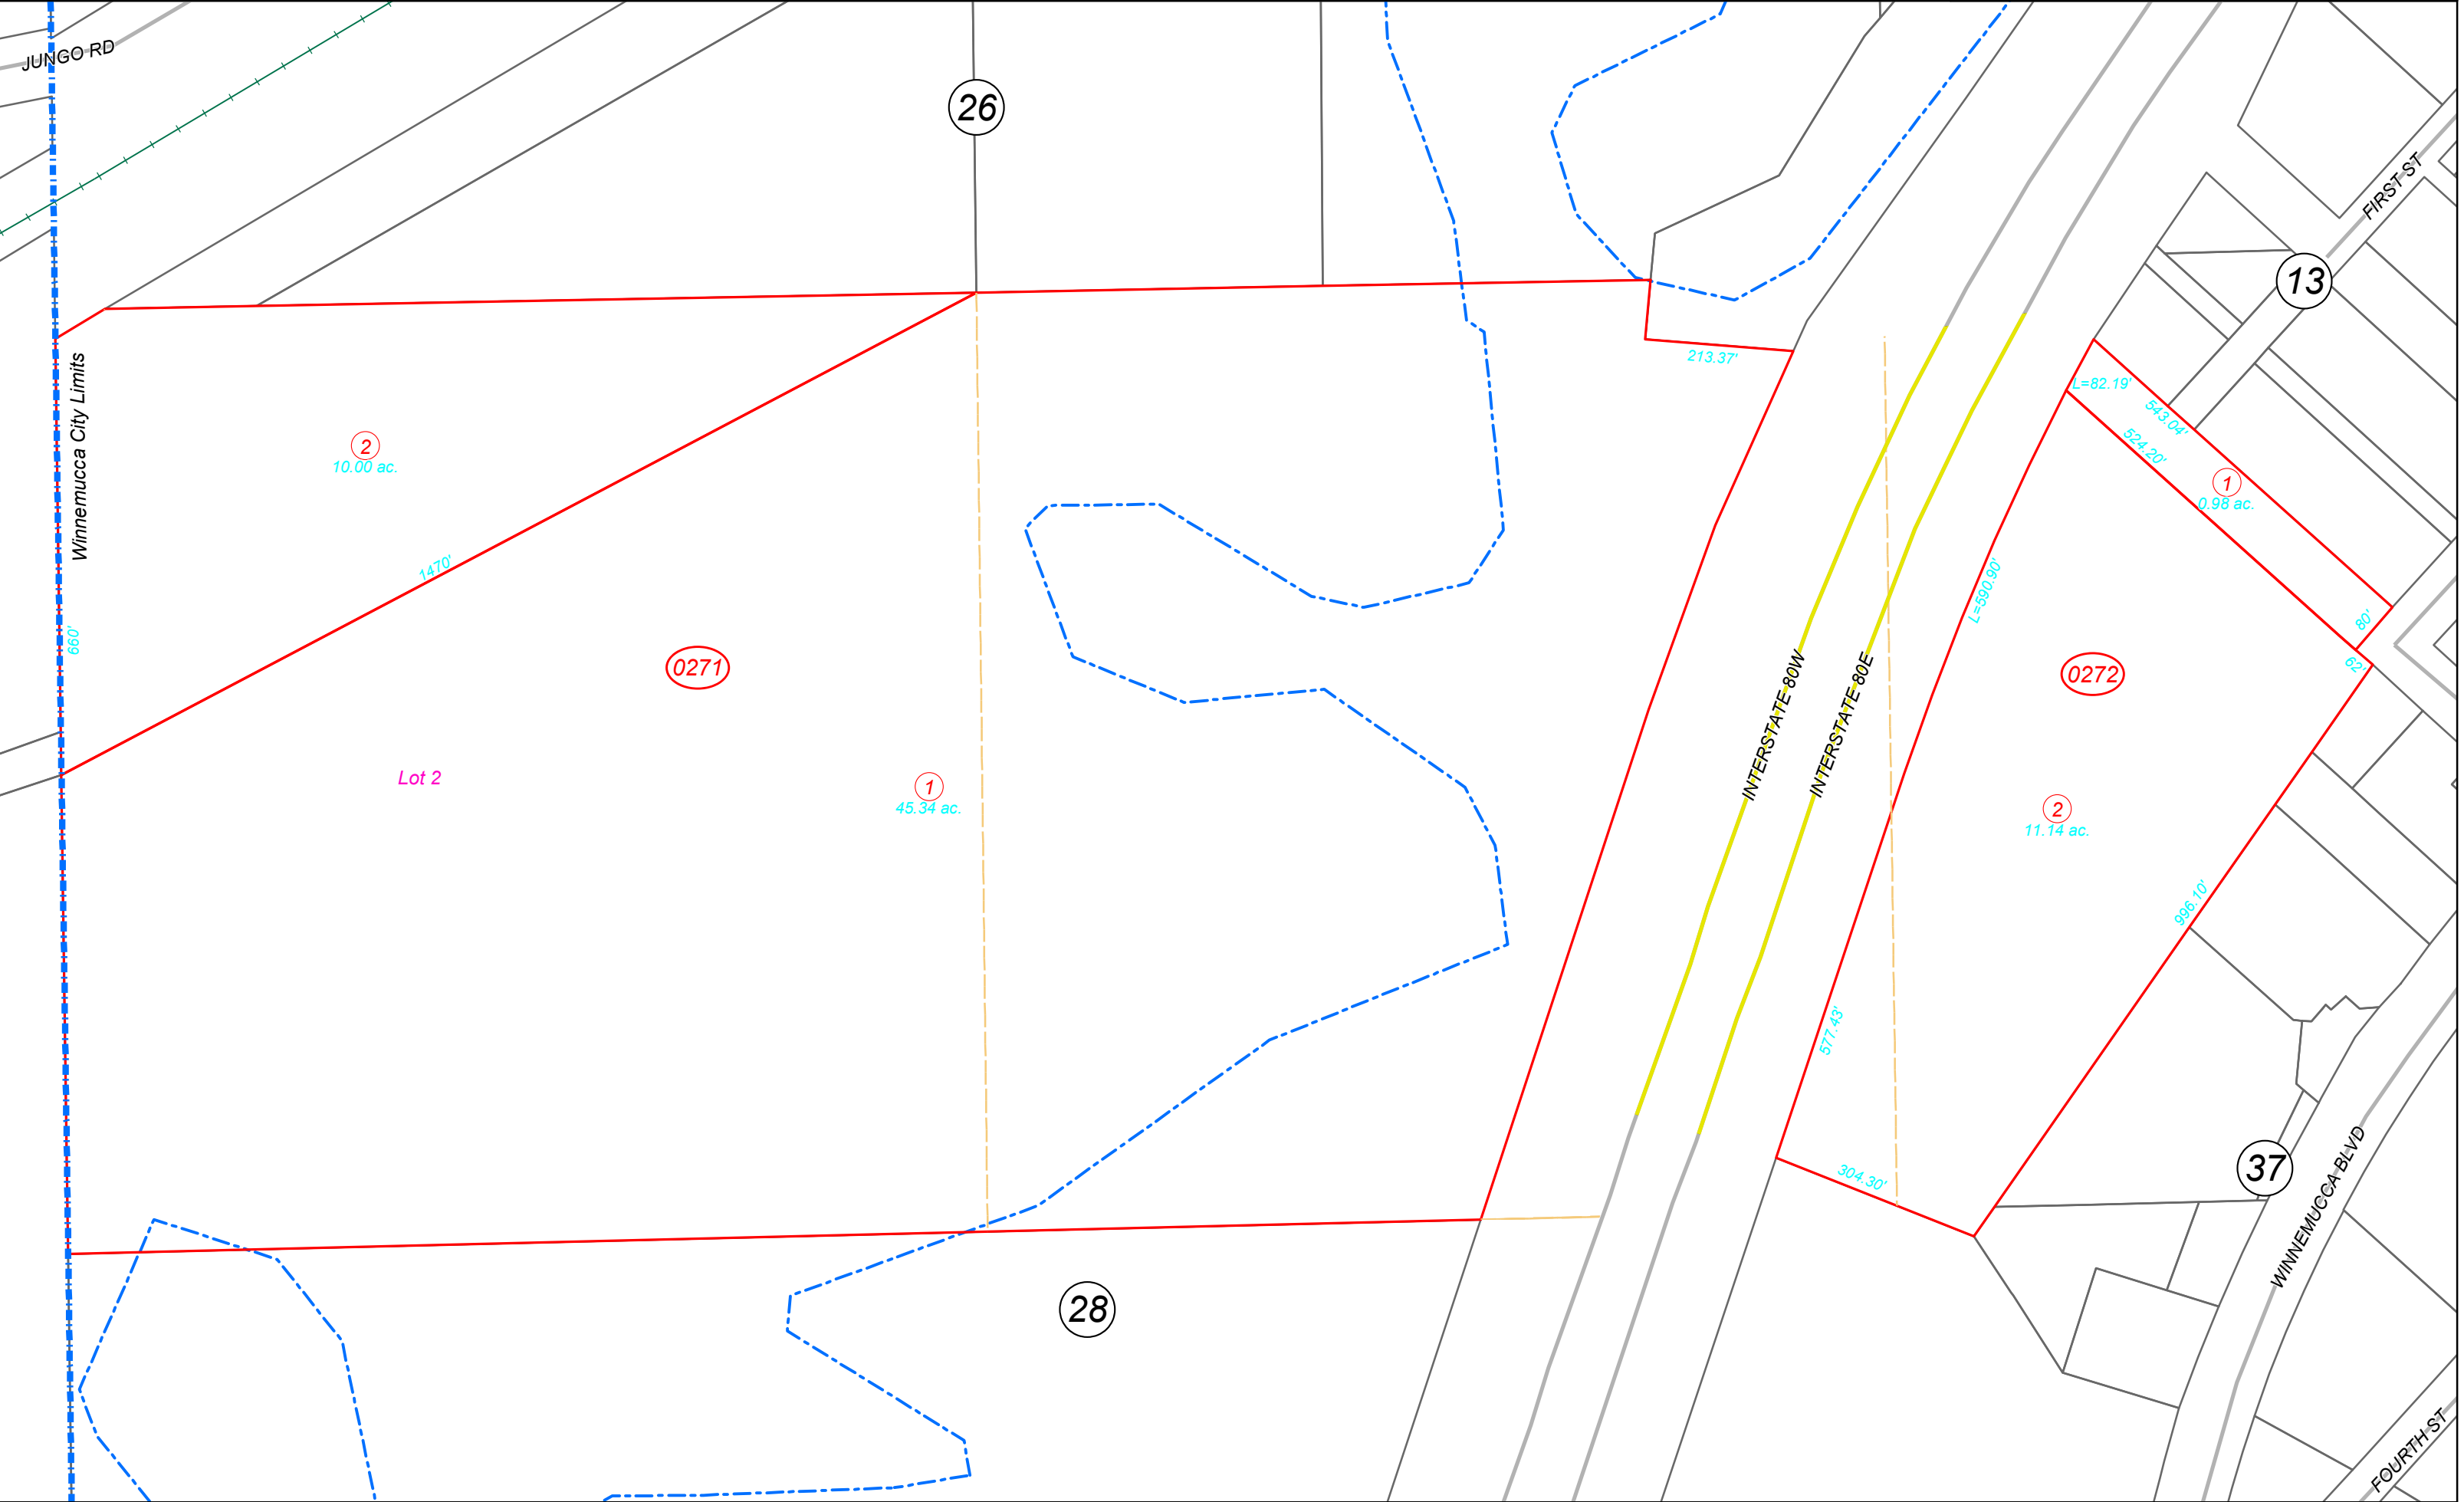 JUNGO RD
26
FIRST ST
13
213.37'
L=82.19'
543.04'
524.20'
Winnemucca City Limits
2
10.00 ac.
1
0.98 ac.
1470'
L=590.90'
80'
660'
62'
0271
INTERSTATE 80W
INTERSTATE 80E
0272
Lot 2
1
45.34 ac.
2
11.14 ac.
996.10'
577.43'
304.30'
37
WINNEMUCCA BLVD
28
FOURTH ST